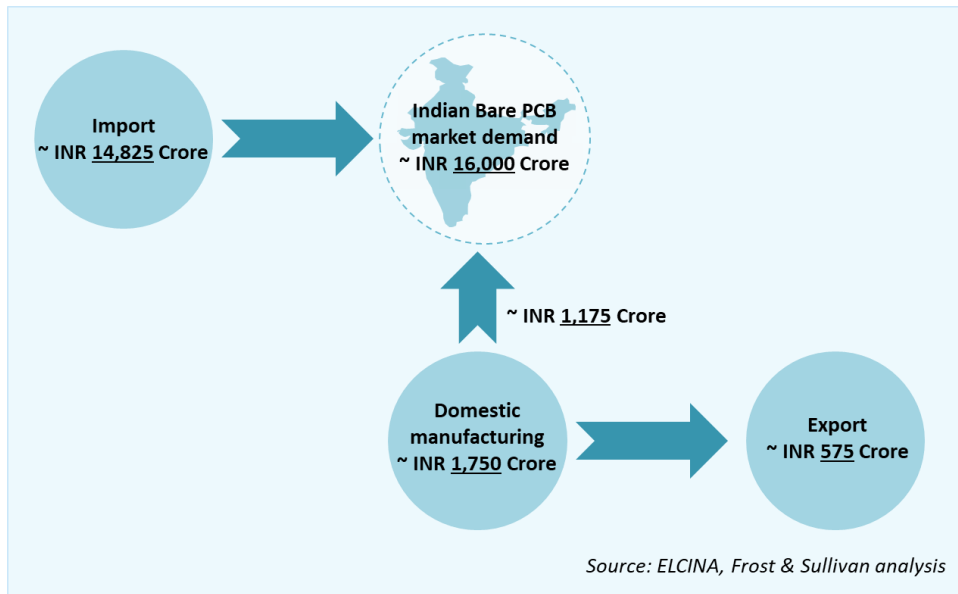 Import
~ INR 14,825 Crore
Indian Bare PCB
market demand
~ INR 16,000 Crore
~ INR 1,175 Crore
Domestic
manufacturing
~ INR 1,750 Crore
Export
~ INR 575 Crore
Source: ELCINA, Frost & Sullivan analysis